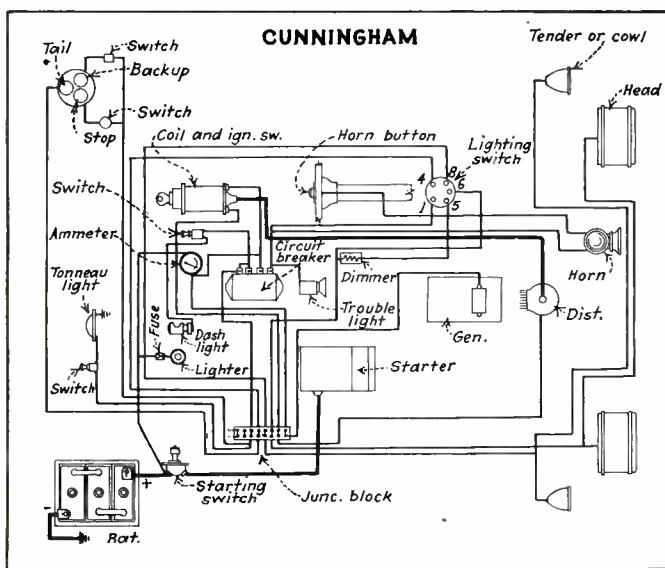 CUNNINGHAM
Tail
Switch
Backup
Switch
Stop
Tender or cowl
Head
Coil and ign. sw.
Horn button
Lighting
switch
4
8
6
1
5
Switch
Ammeter
Tonneau
light
Circuit
breaker
Dimmer
Horn
Trouble
light
Fuse
Dash
light
Gen.
Dist.
Lighter
Starter
Switch
Starting
switch
Junc. block
+
-
Bat.